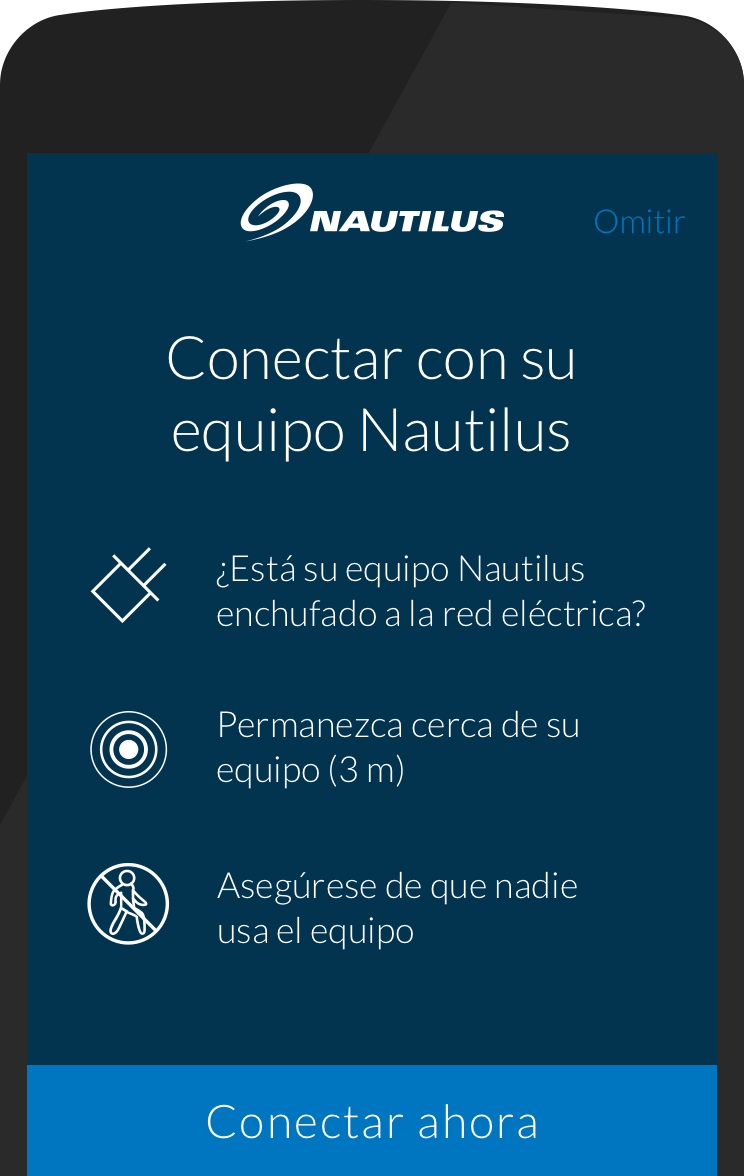 NAUTILUS
Omitir
Conectar con su
equipo Nautilus
¿Está su equipo Nautilus
enchufado a la red eléctrica?
Permanezca cerca de su
equipo (3 m)
Asegúrese de que nadie
usa el equipo
Conectar ahora